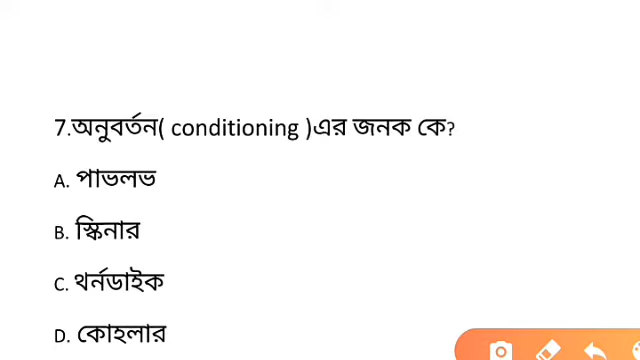 7.অনুবর্তন( conditioning )এর জনক কে?
A. পাভলভ
B. স্কিনার
C. থর্নডাইক
D. কোহলার